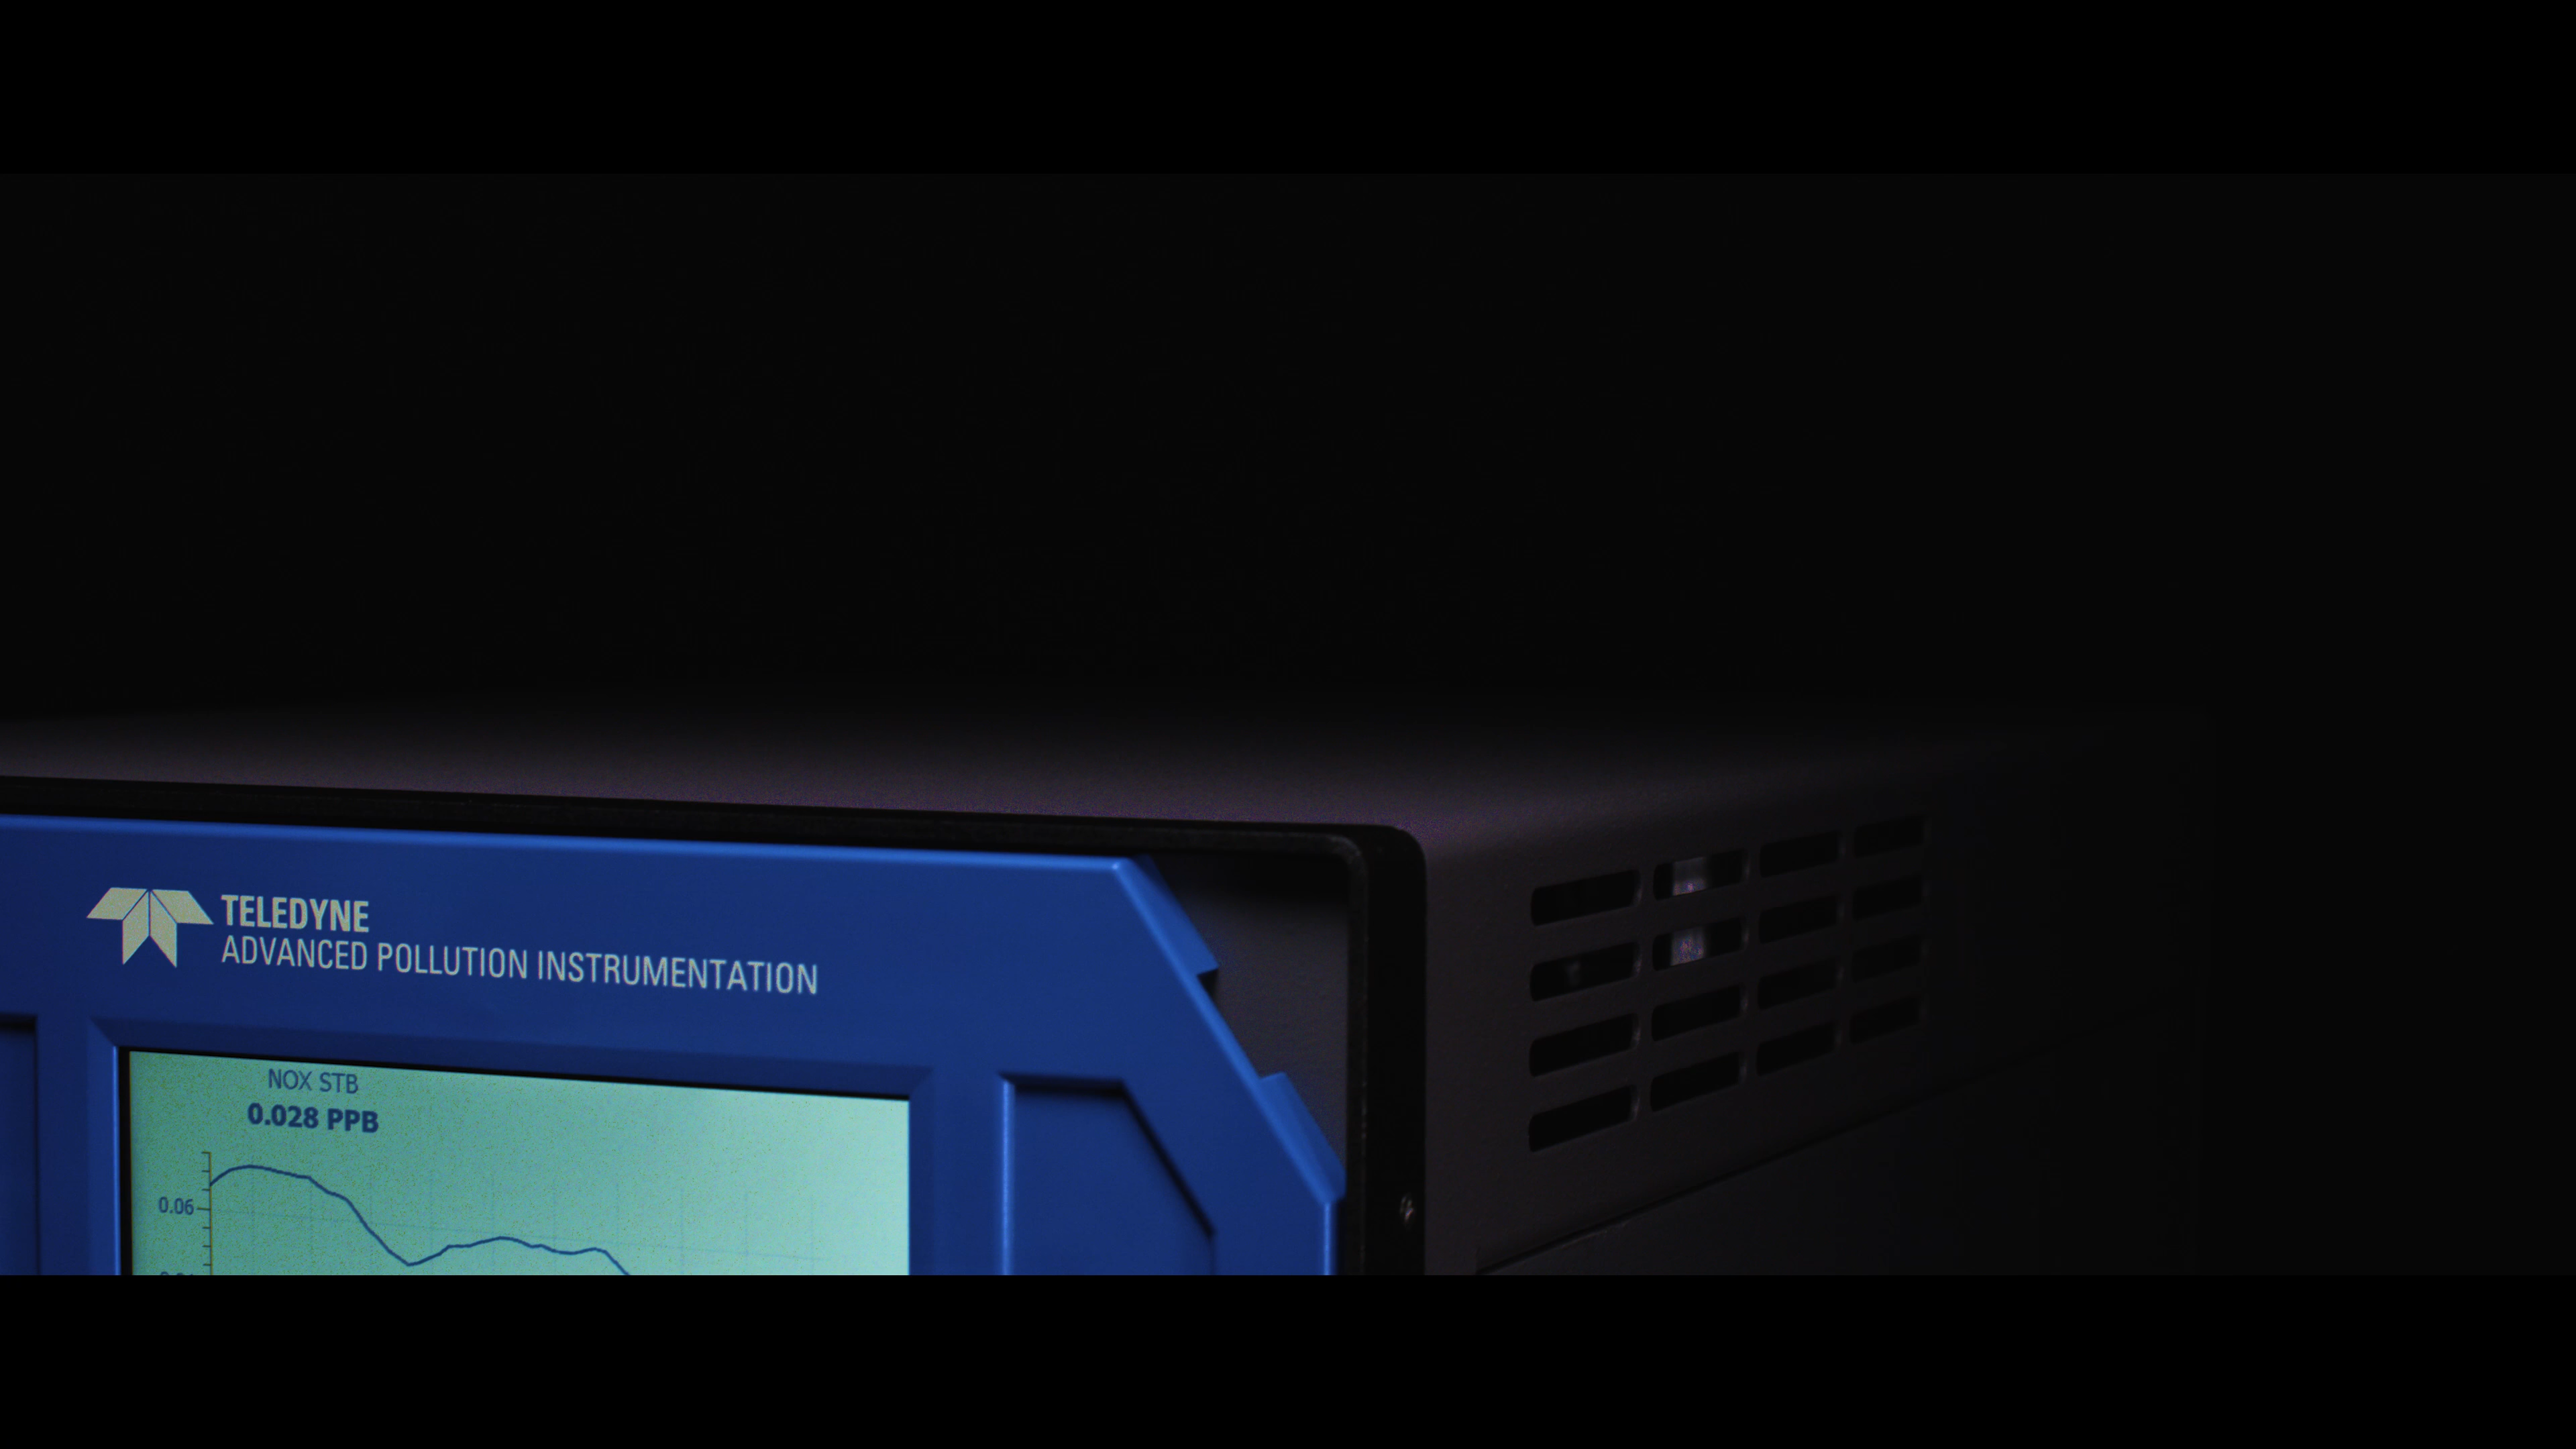 TELEDYNE
ADVANCED POLLUTION INSTRUMENTATION
NOX STB
0.028 PPB
0.06